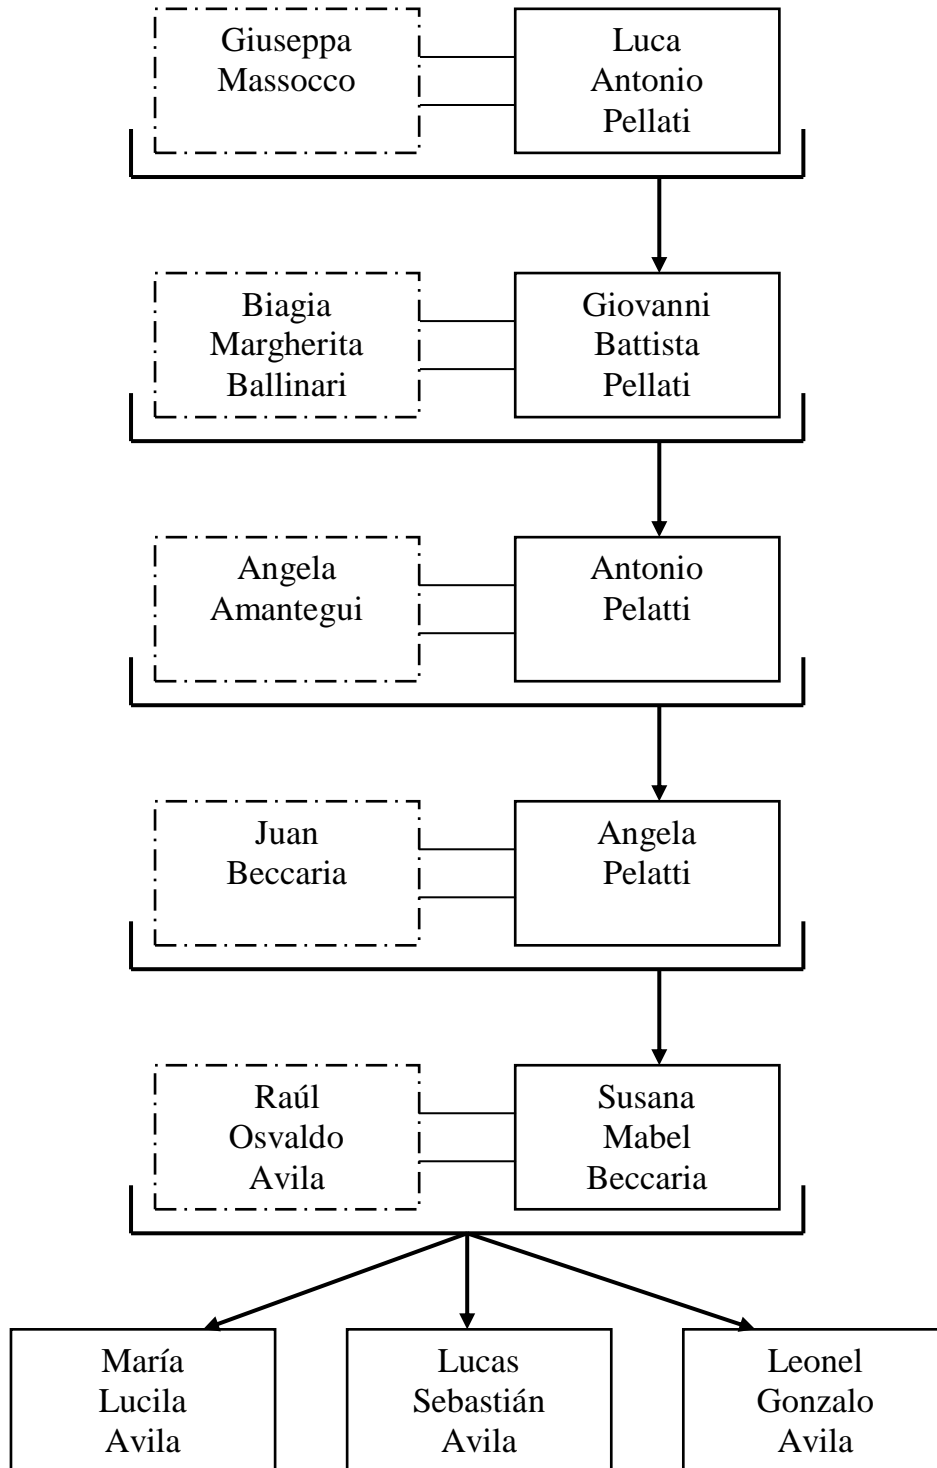 Giuseppa
Massocco
Luca
Antonio
Pellati
Biagia
Margherita
Ballinari
Giovanni
Battista
Pellati
Angela
Amantegui
Antonio
Pelatti
Juan
Beccaria
Angela
Pelatti
Raúl
Osvaldo
Avila
Susana
Mabel
Beccaria
María
Lucila
Avila
Lucas
Sebastián
Avila
Leonel
Gonzalo
Avila